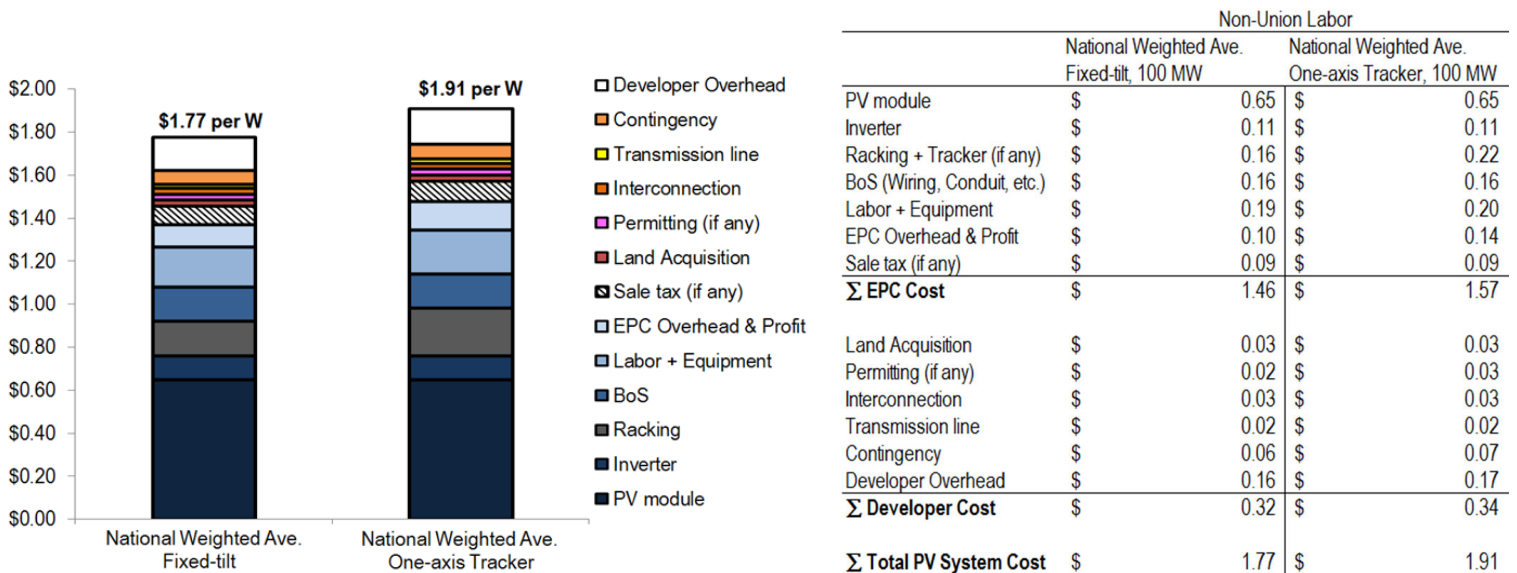 $2.00
$1.80
$1.60
$1.40
$1.20
$1.00
$0.80
$0.60
$0.40
$0.20
$0.00
$1.77 per W
$1.91 per W
National Weighted Ave.
Fixed-tilt
National Weighted Ave.
One-axis Tracker
Developer Overhead
Contingency
Transmission line
Interconnection
Permitting (if any)
Land Acquisition
Sale tax (if any)
EPC Overhead & Profit
Labor + Equipment
BoS
Racking
Inverter
PV module
Non-Union Labor
National Weighted Ave. National Weighted Ave.
Fixed-tilt, 100 MW One-axis Tracker, 100 MW
PV module $ 0.65 $ 0.65
Inverter $ 0.11 $ 0.11
Racking + Tracker (if any) $ 0.16 $ 0.22
BoS (Wiring, Conduit, etc.) $ 0.16 $ 0.16
Labor + Equipment $ 0.19 $ 0.20
EPC Overhead & Profit $ 0.10 $ 0.14
Sale tax (if any) $ 0.09 $ 0.09
∑ EPC Cost $ 1.46 $ 1.57
Land Acquisition $ 0.03 $ 0.03
Permitting (if any) $ 0.02 $ 0.03
Interconnection $ 0.03 $ 0.03
Transmission line $ 0.02 $ 0.02
Contingency $ 0.06 $ 0.07
Developer Overhead $ 0.16 $ 0.17
∑ Developer Cost $ 0.32 $ 0.34
∑ Total PV System Cost $ 1.77 $ 1.91